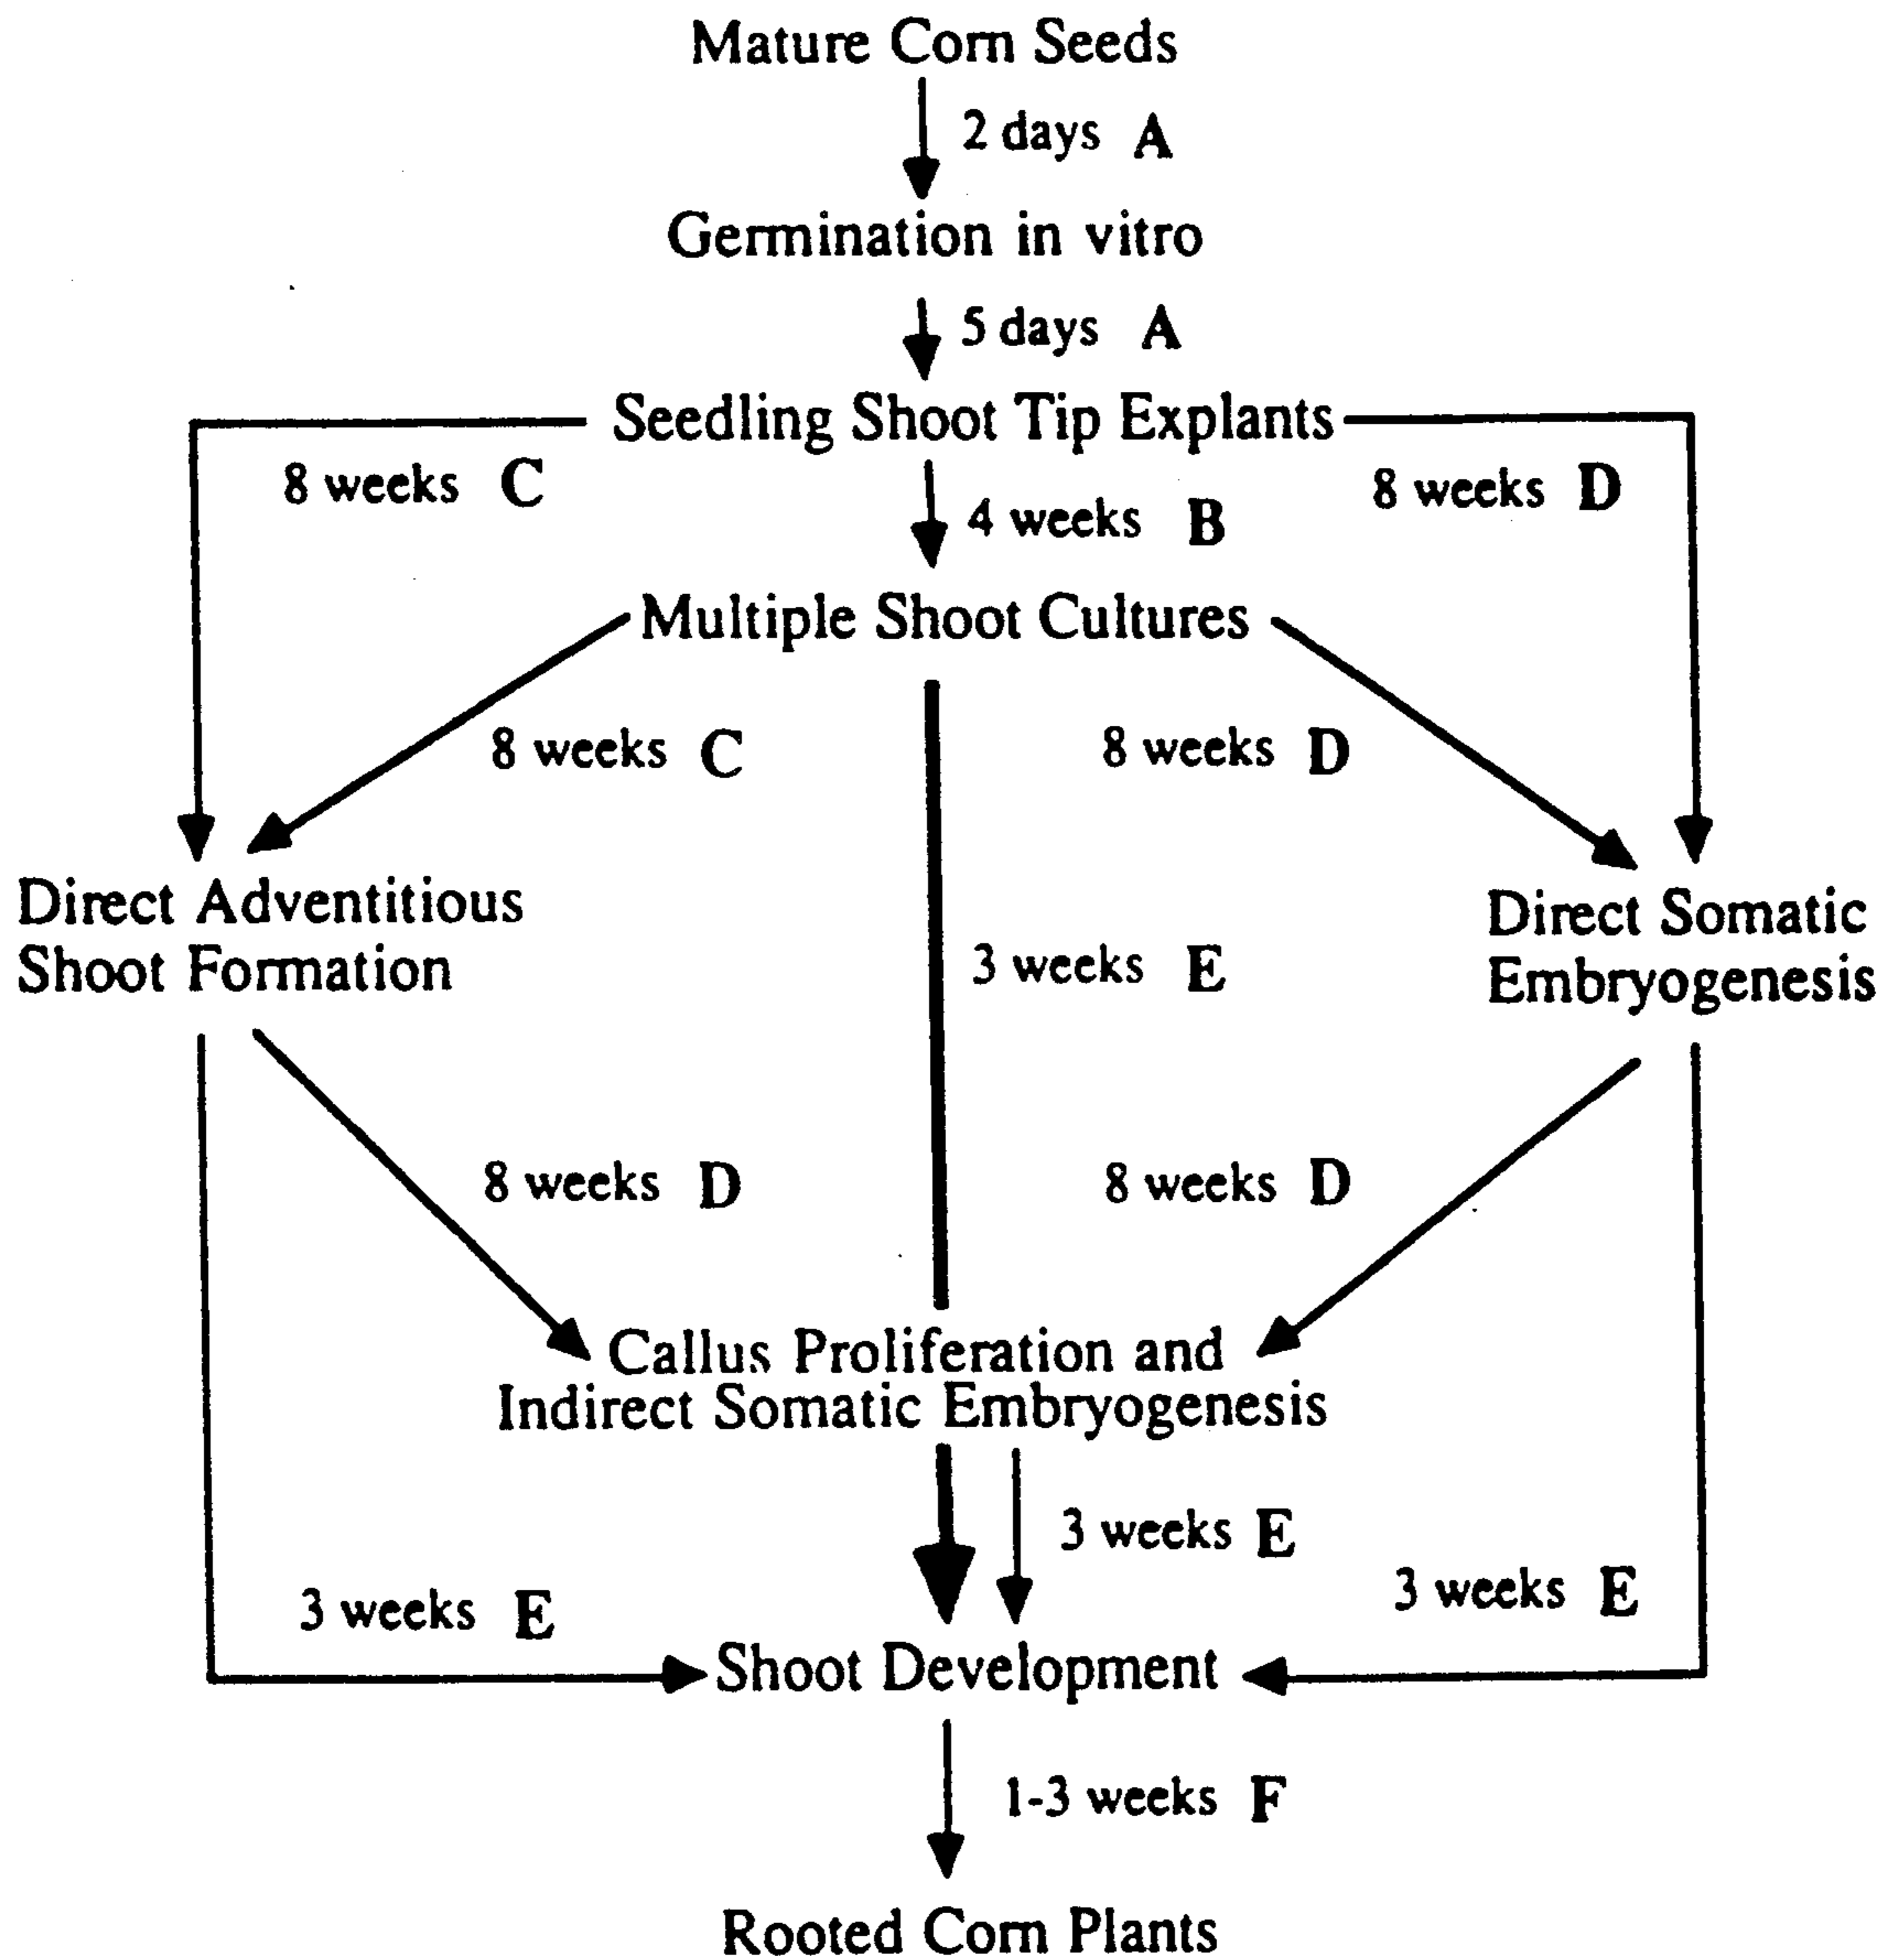 Mature Corn Seeds
2 days A
Germination in vitro
5 days A
Seedling Shoot Tip Explants
8 weeks C
4 weeks B
8 weeks D
Multiple Shoot Cultures
8 weeks C
8 weeks D
Direct Adventitious
Shoot Formation
3 weeks E
Direct Somatic
Embryogenesis
8 weeks D
8 weeks D
Callus Proliferation and
Indirect Somatic Embryogenesis
3 weeks E
3 weeks E
3 weeks E
Shoot Development
1-3 weeks F
Rooted Corn Plants